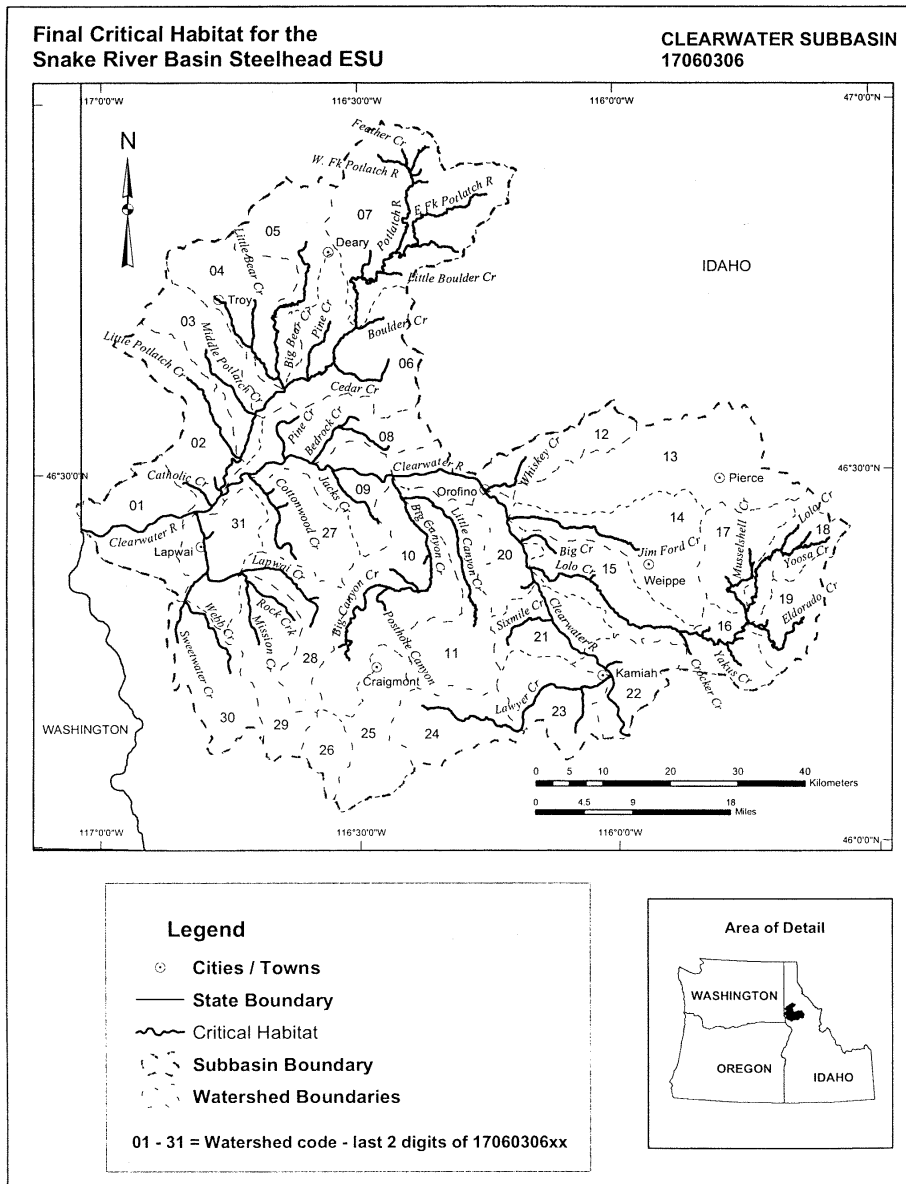 Final Critical Habitat for the
Snake River Basin Steelhead ESU
CLEARWATER SUBBASIN
17060306
117°0'0"W
116°30'0"W
116°0'0"W
47°0'0"N
N
Feather Cr
W. Fk Potlatch R
E Fk Potlatch R
Potlatch R
07
05
Little Bear Cr
Deary
04
IDAHO
Little Boulder Cr
Troy
03
Big Bear Cr
Pine Cr
Boulder Cr
Little Potlatch Cr
Middle Potlatch Cr
06
Cedar Cr
Pine Cr
Bedrock Cr
08
02
12
Whiskey Cr
13
46°30'0"N
46°30'0"N
Catholic Cr
Clearwater R
Pierce
Orofino
01
Jacks Cr
09
Clearwater R
Cottonwood Cr
31
Lapwai
27
Big Canyon Cr
Little Canyon Cr
14
17
Musselshell Cr
Lolo Cr
18
Yoosa Cr
20
Jim Ford Cr
Big Cr
15
Lolo Cr
Weippe
10
Lapwai Cr
19
Eldorado Cr
Rock Crk
Webb Cr
Mission Cr
Big Canyon Cr
Posthole Canyon
Sixmile Cr
Clearwater R
16
21
Sweetwater Cr
28
11
Yakus Cr
Crocker Cr
Craigmont
Kamiah
22
Lawyer Cr
23
30
29
WASHINGTON
25
24
26
0 5 10 20 30 40
Kilometers
0 4.5 9 18
Miles
117°0'0"W
116°30'0"W
116°0'0"W
46°0'0"N
Legend
Cities / Towns
State Boundary
Critical Habitat
Subbasin Boundary
Watershed Boundaries
01 - 31 = Watershed code - last 2 digits of 17060306xx
Area of Detail
WASHINGTON
OREGON
IDAHO